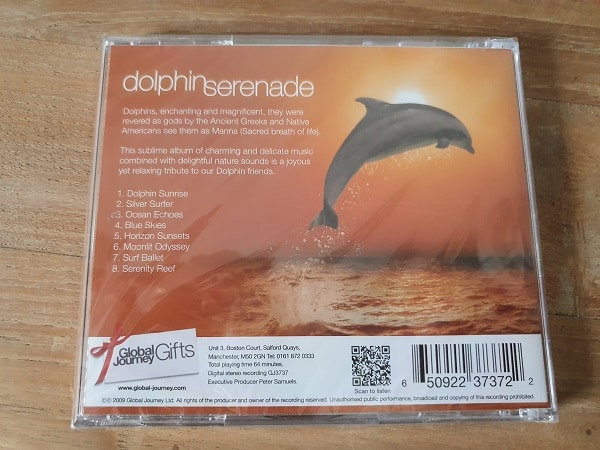 dolphinserenade
Dolphins, enchanting and magnificent, they were
revered as gods by the Ancient Greeks and Native
Americans see them as Manna (Sacred breath of life).
This sublime album of charming and delicate music
combined with delightful nature sounds is a joyous
yet relaxing tribute to our Dolphin friends.
1. Dolphin Sunrise
2. Silver Surfer
3. Ocean Echoes
4. Blue Skies
5. Horizon Sunsets
6. Moonlit Odyssey
7. Surf Ballet
8. Serenity Reef
Global
Journey
Gifts
www.global-journey.com
Unit 3, Boston Court, Salford Quays,
Manchester, M50 2GN Tel: 0161 872 0333
Total playing time 64 minutes.
Digital stereo recording GJ3737
Executive Producer Peter Samuels.
Scan to listen
6 50922 37372 2
©℗ 2009 Global Journey Ltd. All rights of the producer and owner of the recording reserved. Unauthorised public performance, broadcast and copying of this recording prohibited.